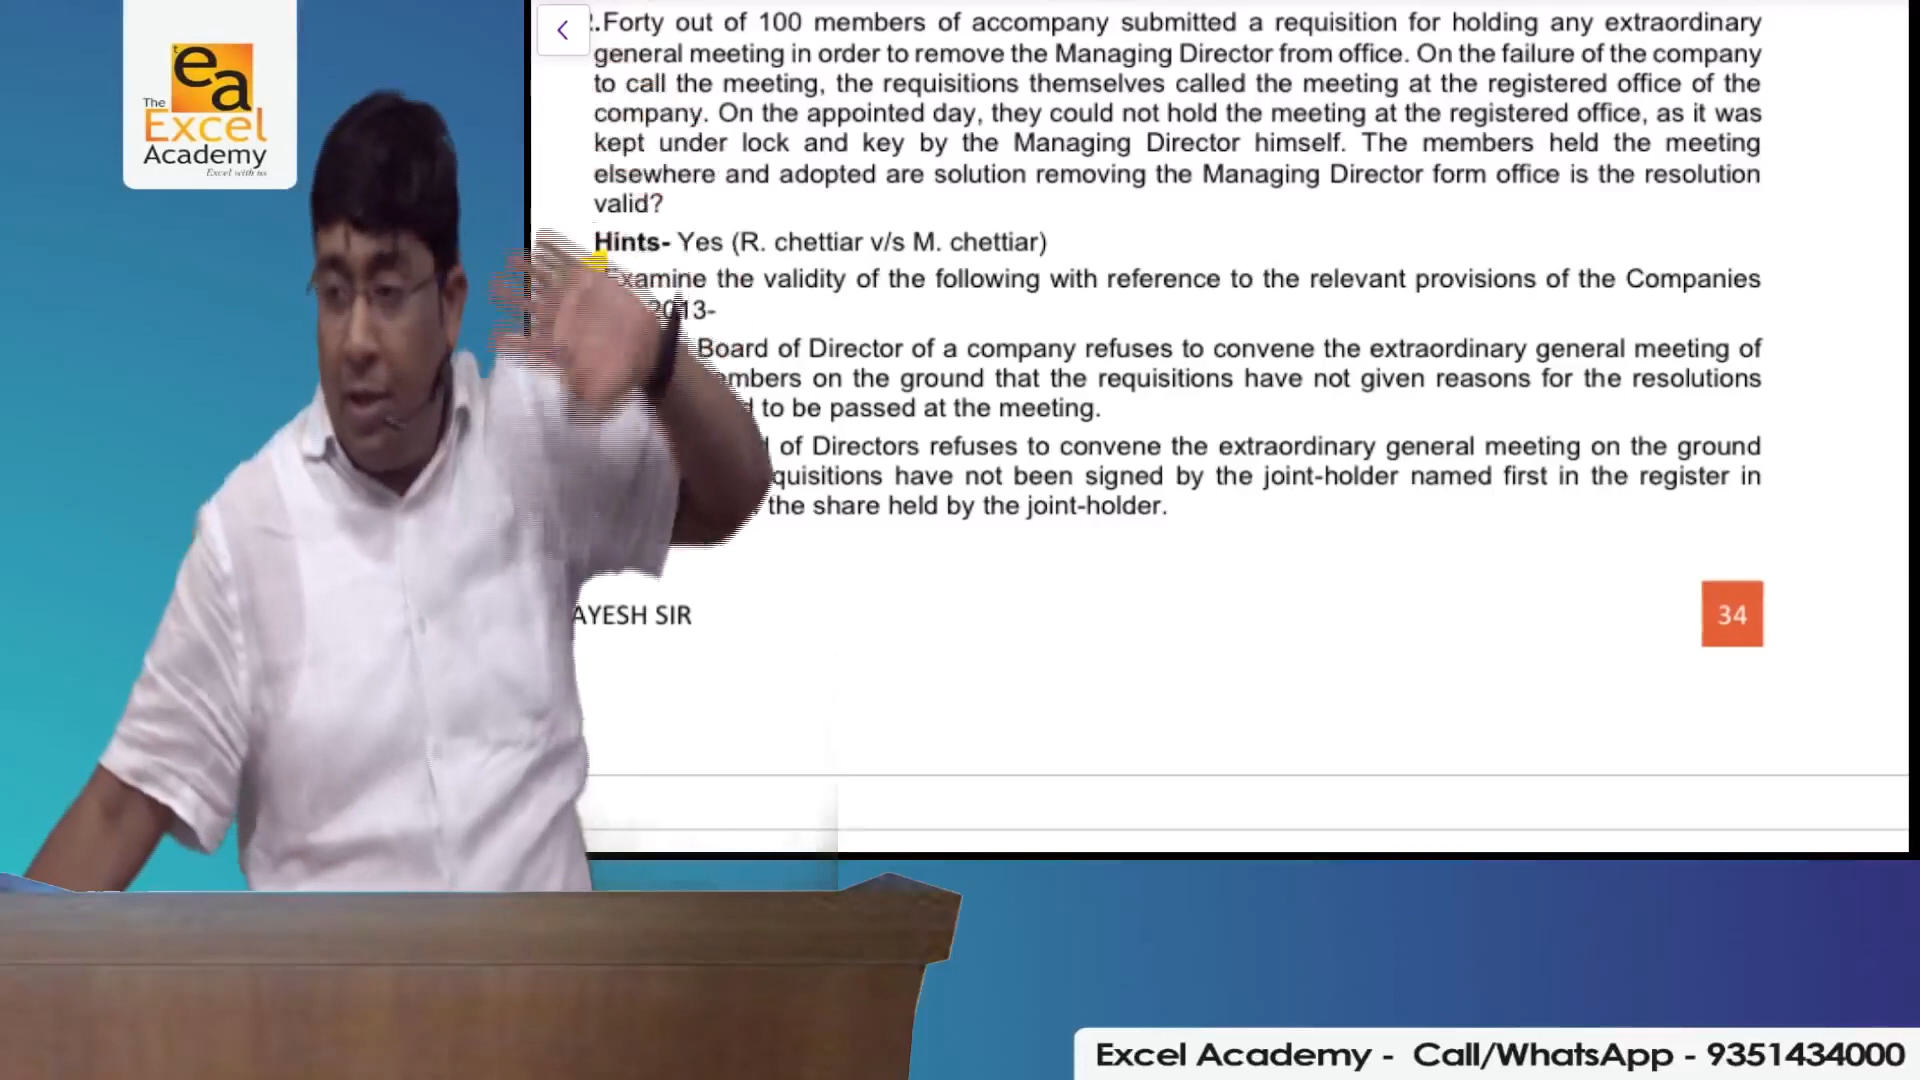 t
ea
The
Excel
Academy
Excel with us
.Forty out of 100 members of accompany submitted a requisition for holding any extraordinary
general meeting in order to remove the Managing Director from office. On the failure of the company
to call the meeting, the requisitions themselves called the meeting at the registered office of the
company. On the appointed day, they could not hold the meeting at the registered office, as it was
kept under lock and key by the Managing Director himself. The members held the meeting
elsewhere and adopted are solution removing the Managing Director form office is the resolution
valid?
Hints- Yes (R. chettiar v/s M. chettiar)
Examine the validity of the following with reference to the relevant provisions of the Companies
2013-
Board of Director of a company refuses to convene the extraordinary general meeting of
embers on the ground that the requisitions have not given reasons for the resolutions
to be passed at the meeting.
of Directors refuses to convene the extraordinary general meeting on the ground
quisitions have not been signed by the joint-holder named first in the register in
the share held by the joint-holder.
AYESH SIR
34
Excel Academy - Call/WhatsApp - 9351434000